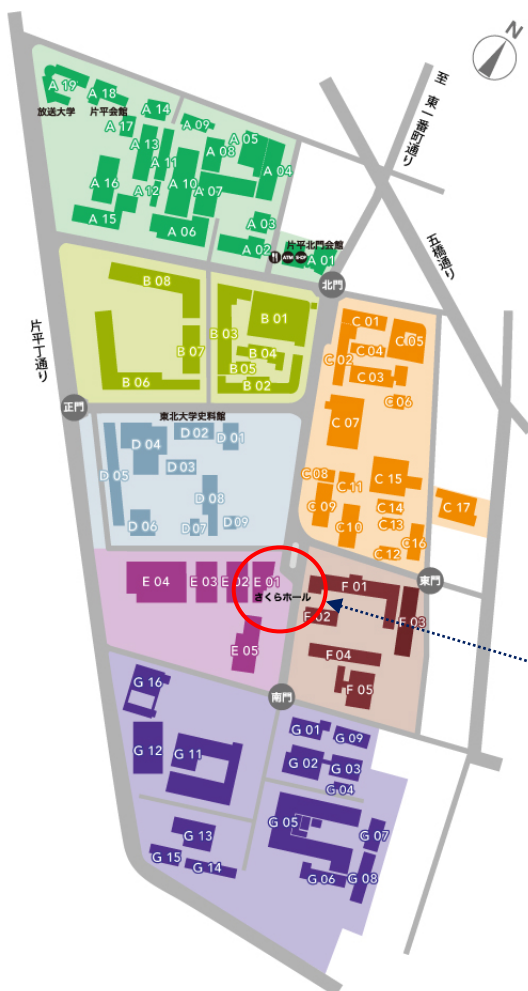 N
至 東一番町通り
五橋通り
片平丁通り
A 19
A 18
放送大学
片平会館
A 14
A 17
A 09
A 13
A 05
A 08
A 04
A 11
A 16
A 10
A 12
A 07
A 15
A 03
A 06
A 02
片平北門会館
ATM
A 01
北門
B 08
B 01
B 03
B 04
B 07
B 05
B 06
B 02
C 01
C 05
C 02
C 04
C 03
C 06
C 07
正門
東北大学史料館
D 02
D 01
D 04
D 03
D 05
D 08
D 06
D 07
D 09
C 08
C 11
C 15
C 09
C 14
C 17
C 10
C 13
C 16
C 12
E 04
E 03
E 02
E 01
さくらホール
E 05
東門
F 01
F 02
F 03
F 04
F 05
南門
G 16
G 12
G 11
G 01
G 09
G 02
G 03
G 04
G 05
G 07
G 13
G 15
G 14
G 06
G 08